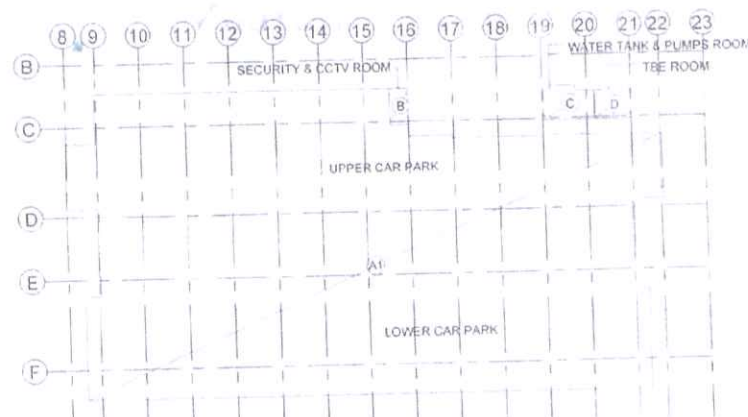 8 9 10 11 12 13 14 15 16 17 18 19 20 21 22 23
WATER TANK & PUMPS ROOM
B SECURITY & CCTV ROOM TBE ROOM
B C D
C
UPPER CAR PARK
D
A1
E
LOWER CAR PARK
F